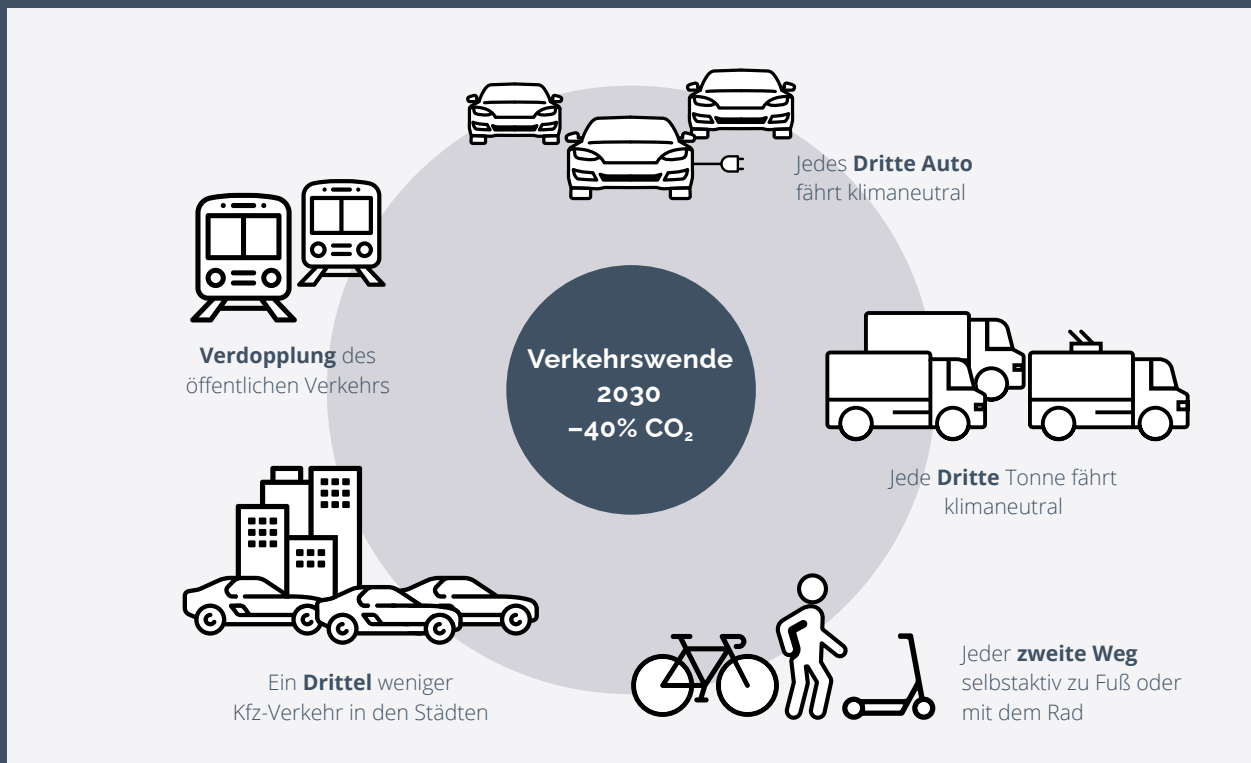 Jedes Dritte Auto
fährt klimaneutral
Verdopplung des
öffentlichen Verkehrs
Verkehrswende
2030
–40% CO₂
Jede Dritte Tonne fährt
klimaneutral
Ein Drittel weniger
Kfz-Verkehr in den Städten
Jeder zweite Weg
selbstaktiv zu Fuß oder
mit dem Rad